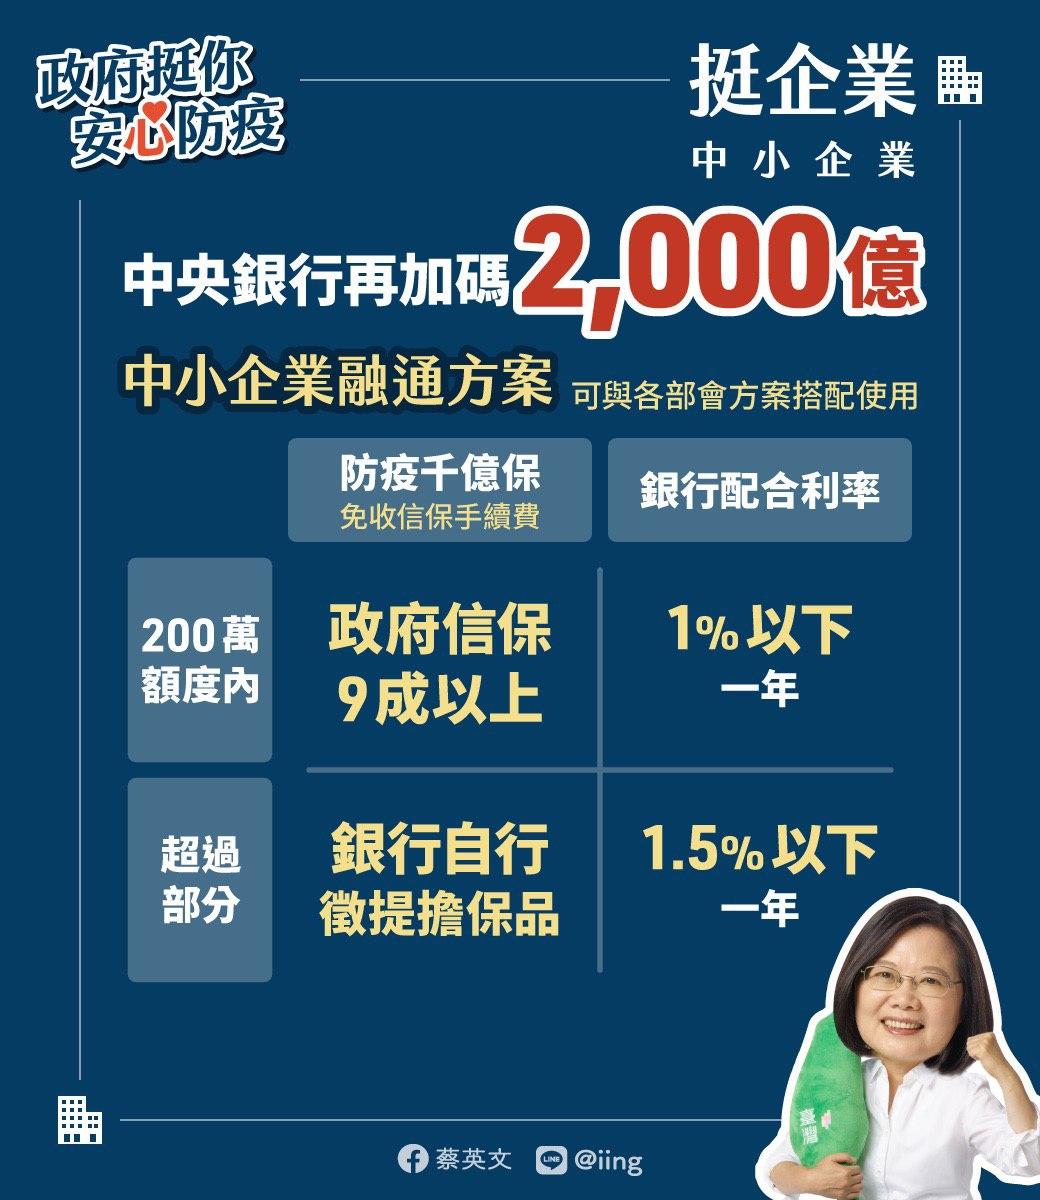 政府挺你
安心防疫
挺企業
中小企業
中央銀行再加碼2,000億
中小企業融通方案 可與各部會方案搭配使用
防疫千億保
免收信保手續費
銀行配合利率
200萬
額度內
政府信保
9成以上
1%以下
一年
超過
部分
銀行自行
徵提擔保品
1.5%以下
一年
臺灣
蔡英文 LINE @iing